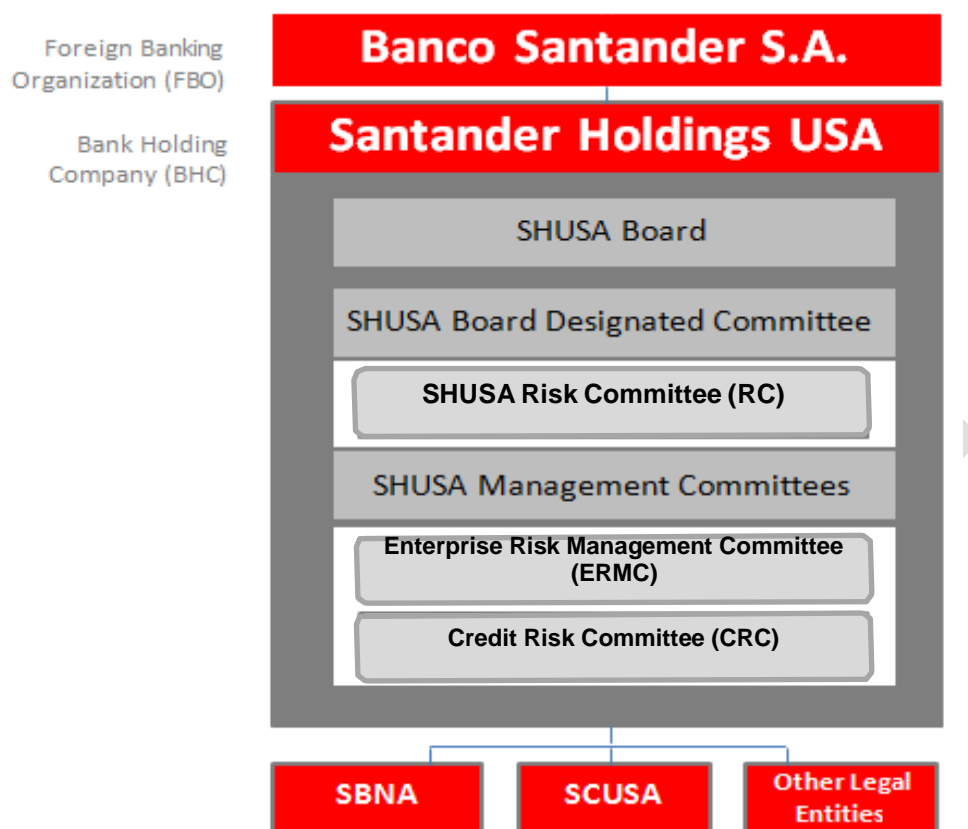 Foreign Banking
Organization (FBO)
Banco Santander S.A.
Bank Holding
Company (BHC)
Santander Holdings USA
SHUSA Board
SHUSA Board Designated Committee
SHUSA Risk Committee (RC)
SHUSA Management Committees
Enterprise Risk Management Committee
(ERMC)
Credit Risk Committee (CRC)
SBNA
SCUSA
Other Legal
Entities